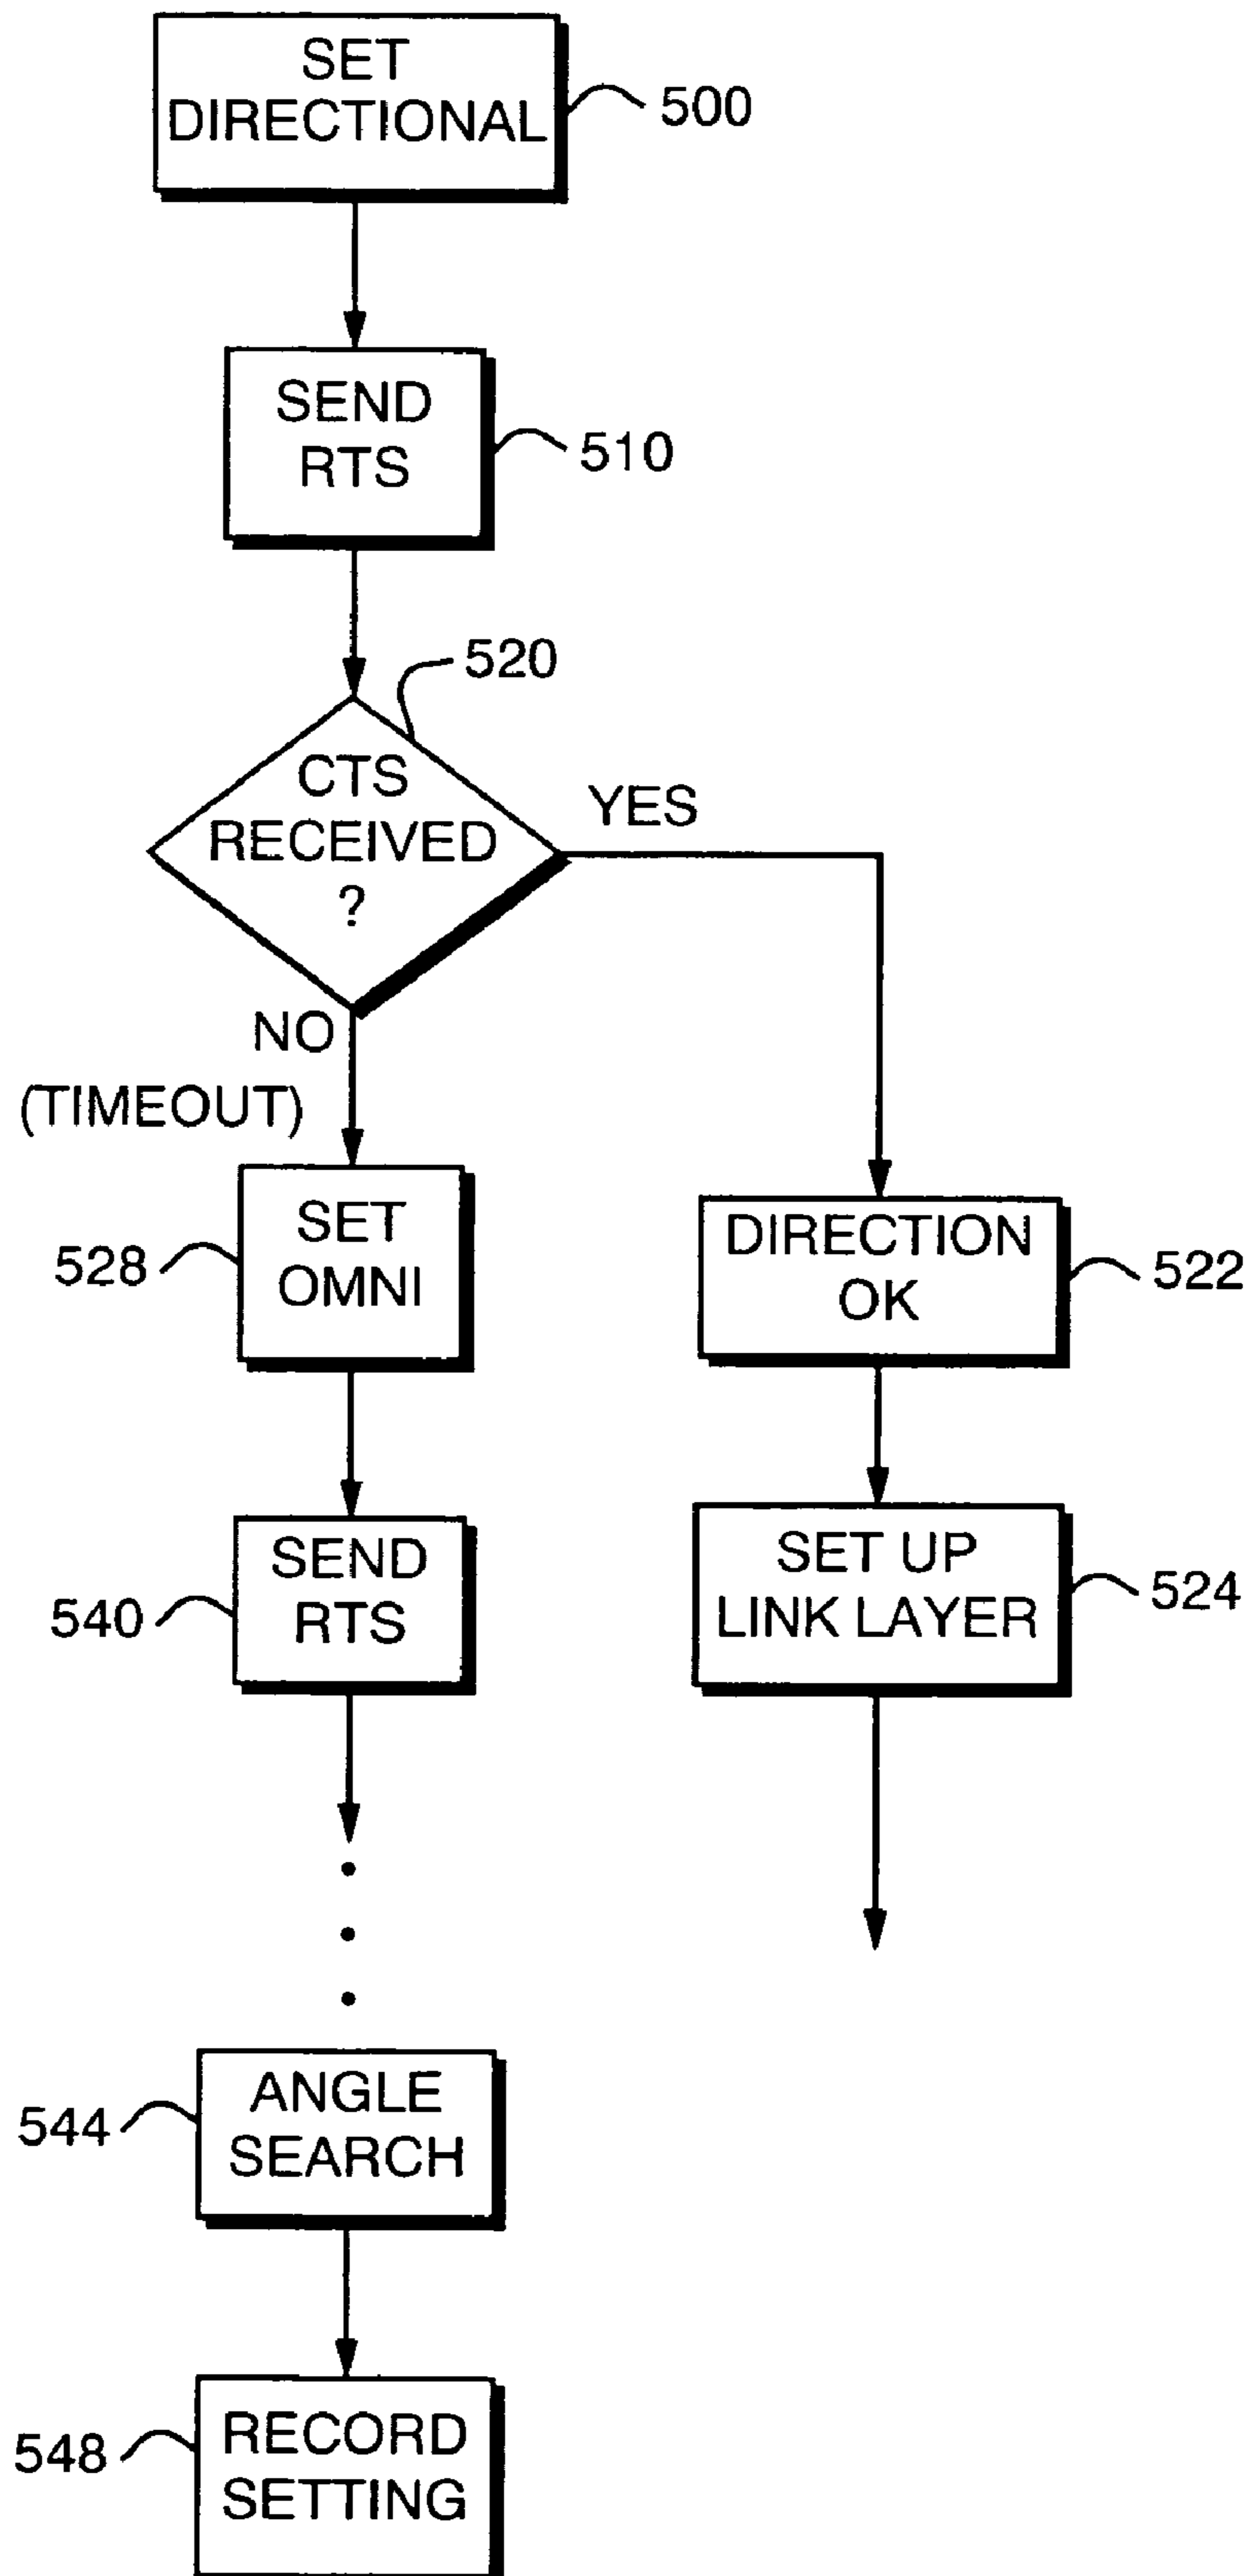 SET
DIRECTIONAL
500
SEND
RTS
510
520
CTS
RECEIVED
?
YES
NO
(TIMEOUT)
SET
OMNI
528
DIRECTION
OK
522
SEND
RTS
540
SET UP
LINK LAYER
524
ANGLE
SEARCH
544
RECORD
SETTING
548